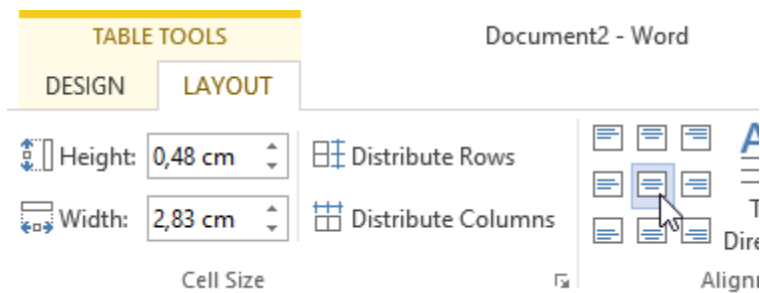 TABLE TOOLS
Document2 - Word
DESIGN
LAYOUT
Height: 0,48 cm
Distribute Rows
Width: 2,83 cm
Distribute Columns
Cell Size